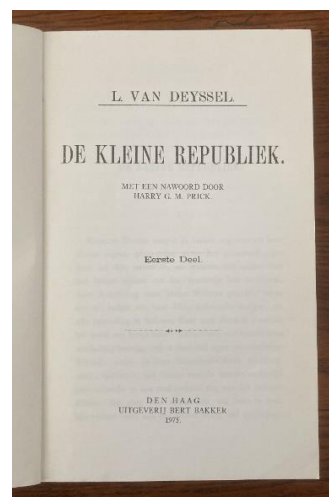 L. VAN DEYSSEL.
DE KLEINE REPUBLIEK.
MET EEN NAWOORD DOOR
HARRY G. M. PRICK.
Eerste Deel.
DEN HAAG
UITGEVERIJ BERT BAKKER
1975.